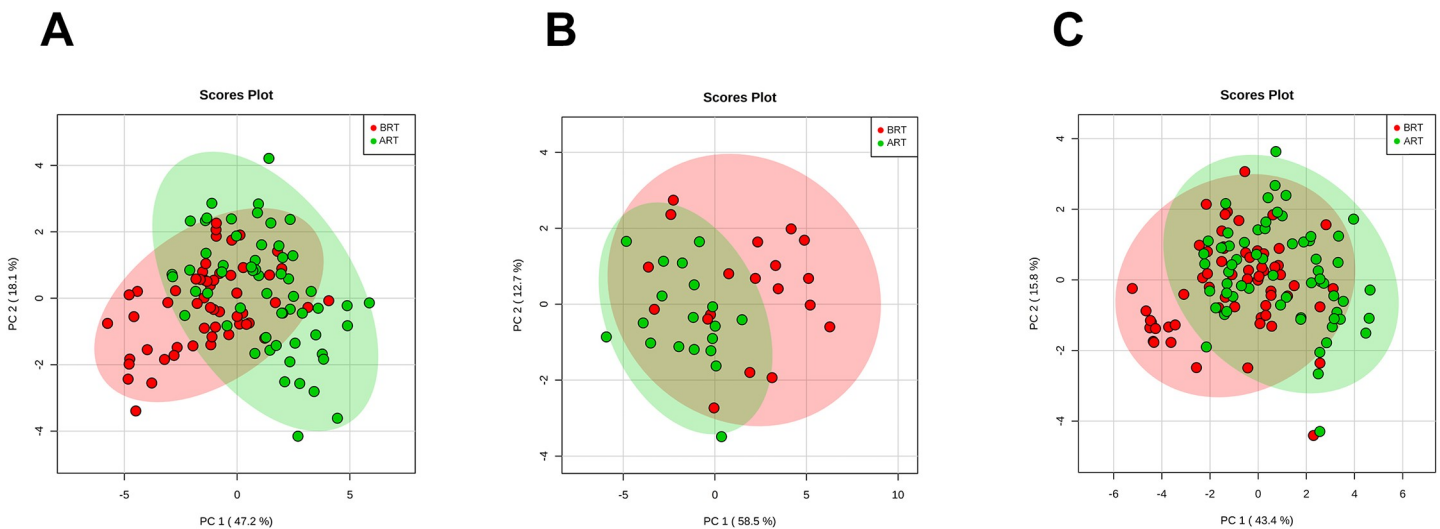 A
Scores Plot
BRT
ART
4
2
0
-2
-4
PC 2 ( 18.1 %)
-5
0
5
PC 1 ( 47.2 %)
B
Scores Plot
BRT
ART
4
2
0
-2
-4
PC 2 ( 12.7 %)
-5
0
5
10
PC 1 ( 58.5 %)
C
Scores Plot
BRT
ART
4
2
0
-2
-4
PC 2 ( 15.8 %)
-6
-4
-2
0
2
4
6
PC 1 ( 43.4 %)